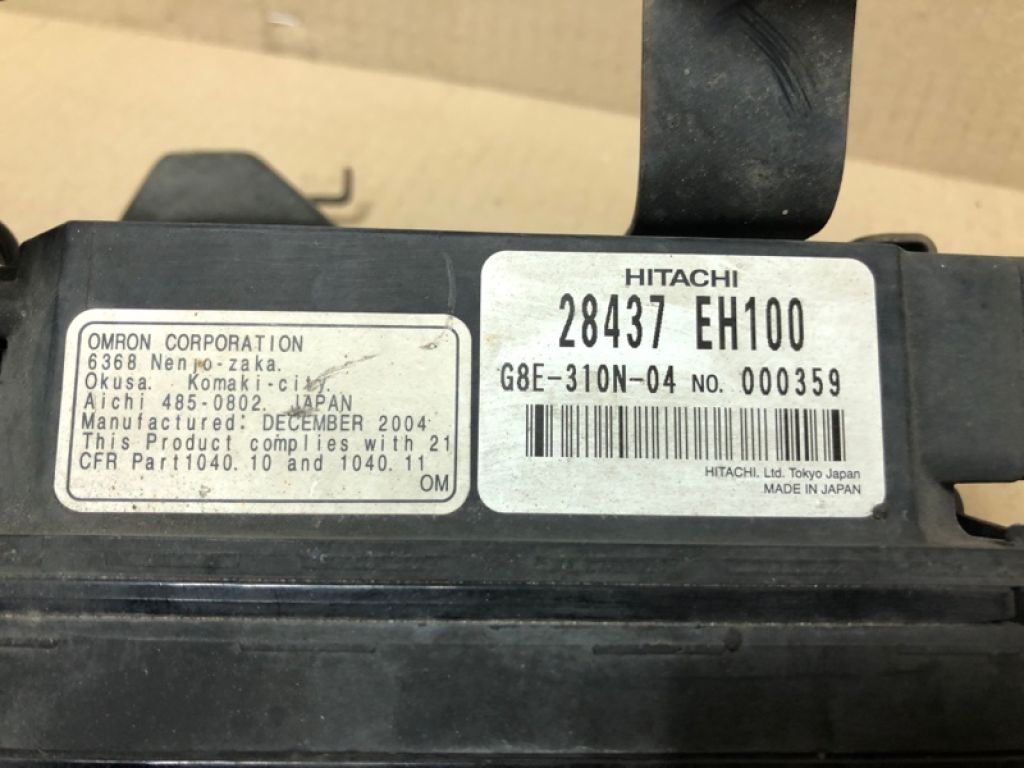 OMRON CORPORATION
6368 Nenjo-zaka.
Okusa. Komaki-city.
Aichi 485-0802. JAPAN
Manufactured: DECEMBER 2004
This Product complies with 21
CFR Part1040.10 and 1040.11
OM
HITACHI
28437 EH100
G8E-310N-04 NO. 000359
HITACHI. Ltd. Tokyo Japan
MADE IN JAPAN